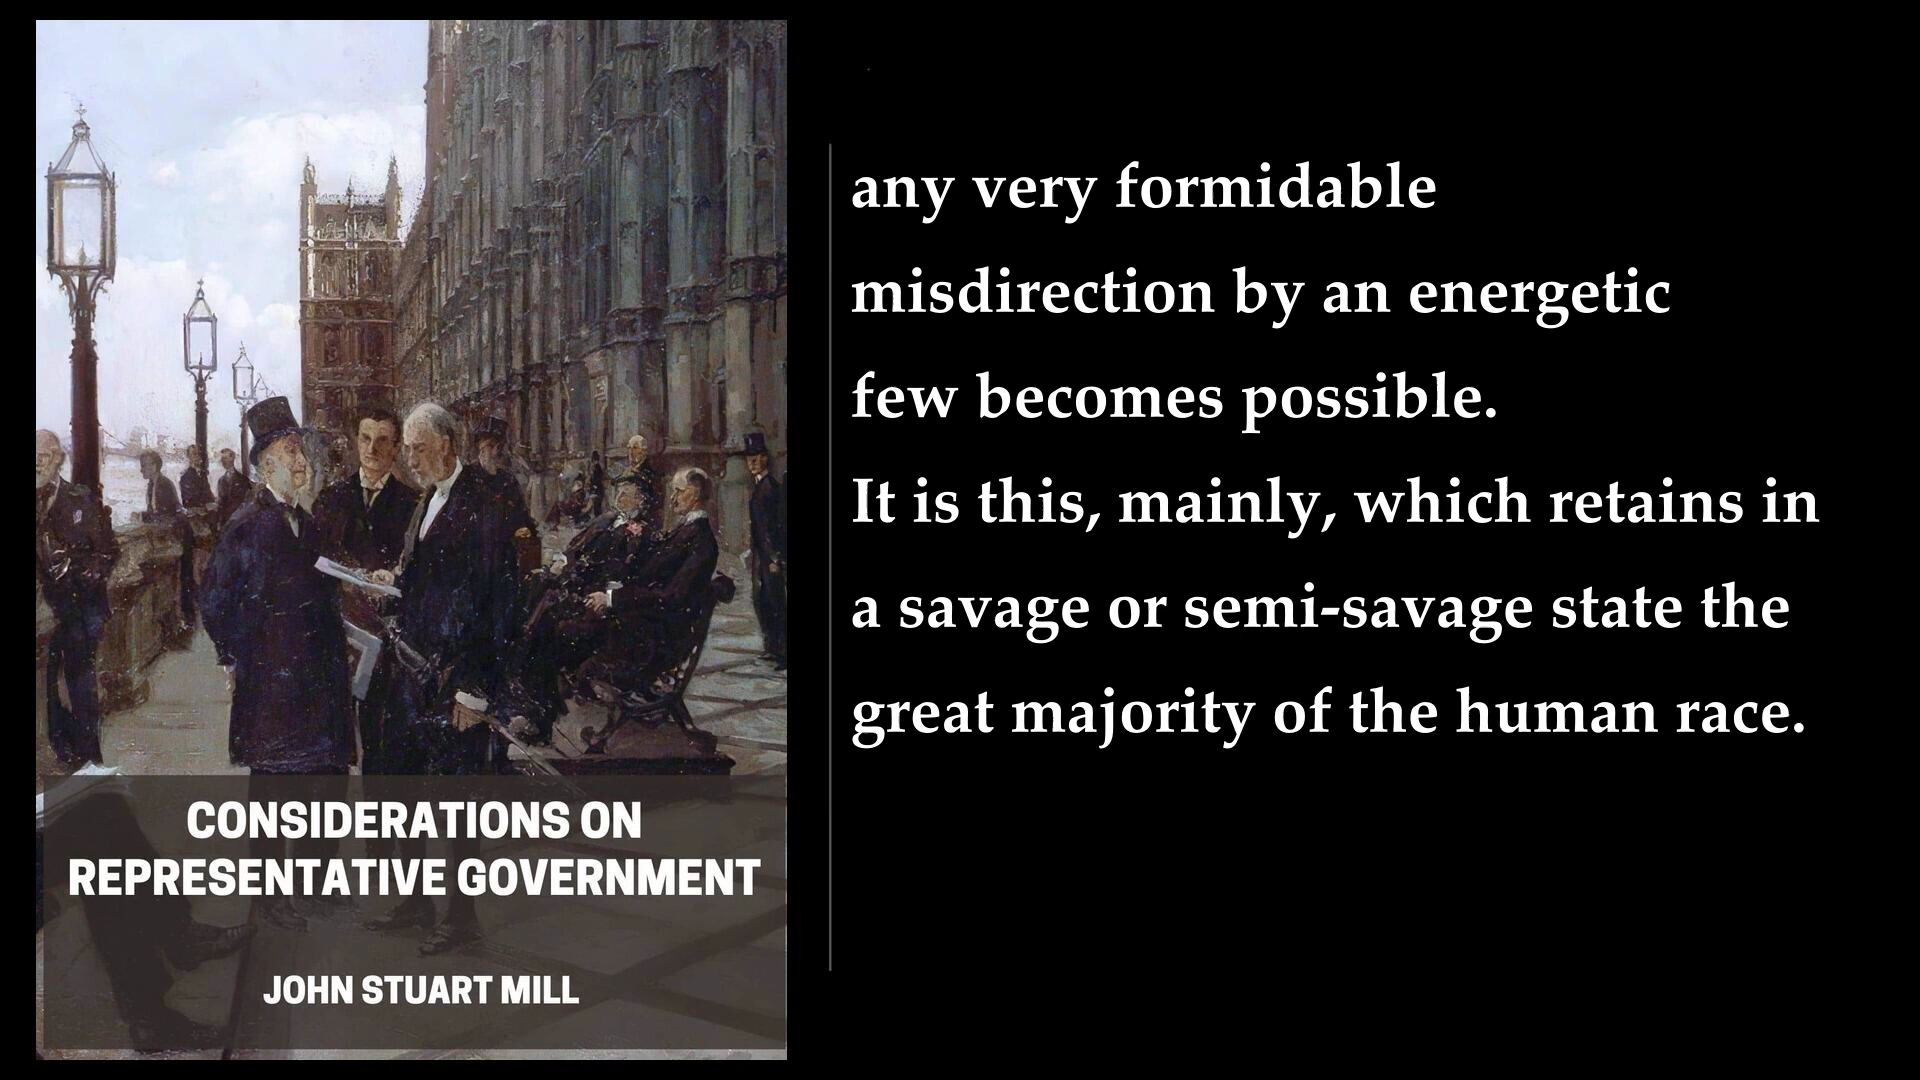 any very formidable
misdirection by an energetic
few becomes possible.
It is this, mainly, which retains in
a savage or semi-savage state the
great majority of the human race.
CONSIDERATIONS ON
REPRESENTATIVE GOVERNMENT
JOHN STUART MILL